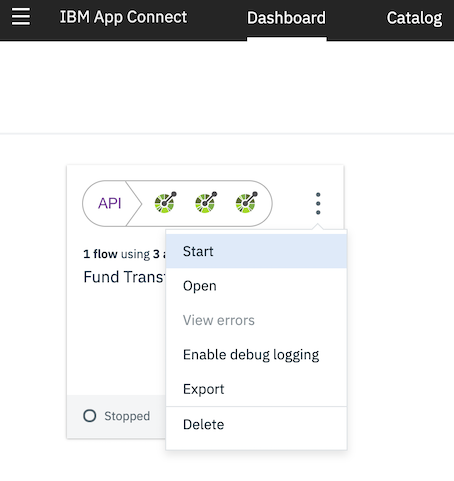 IBM App Connect Dashboard Catalog
API
1 flow using 3
Fund
Start
Open
View errors
Enable debug logging
Export
Stopped
Delete